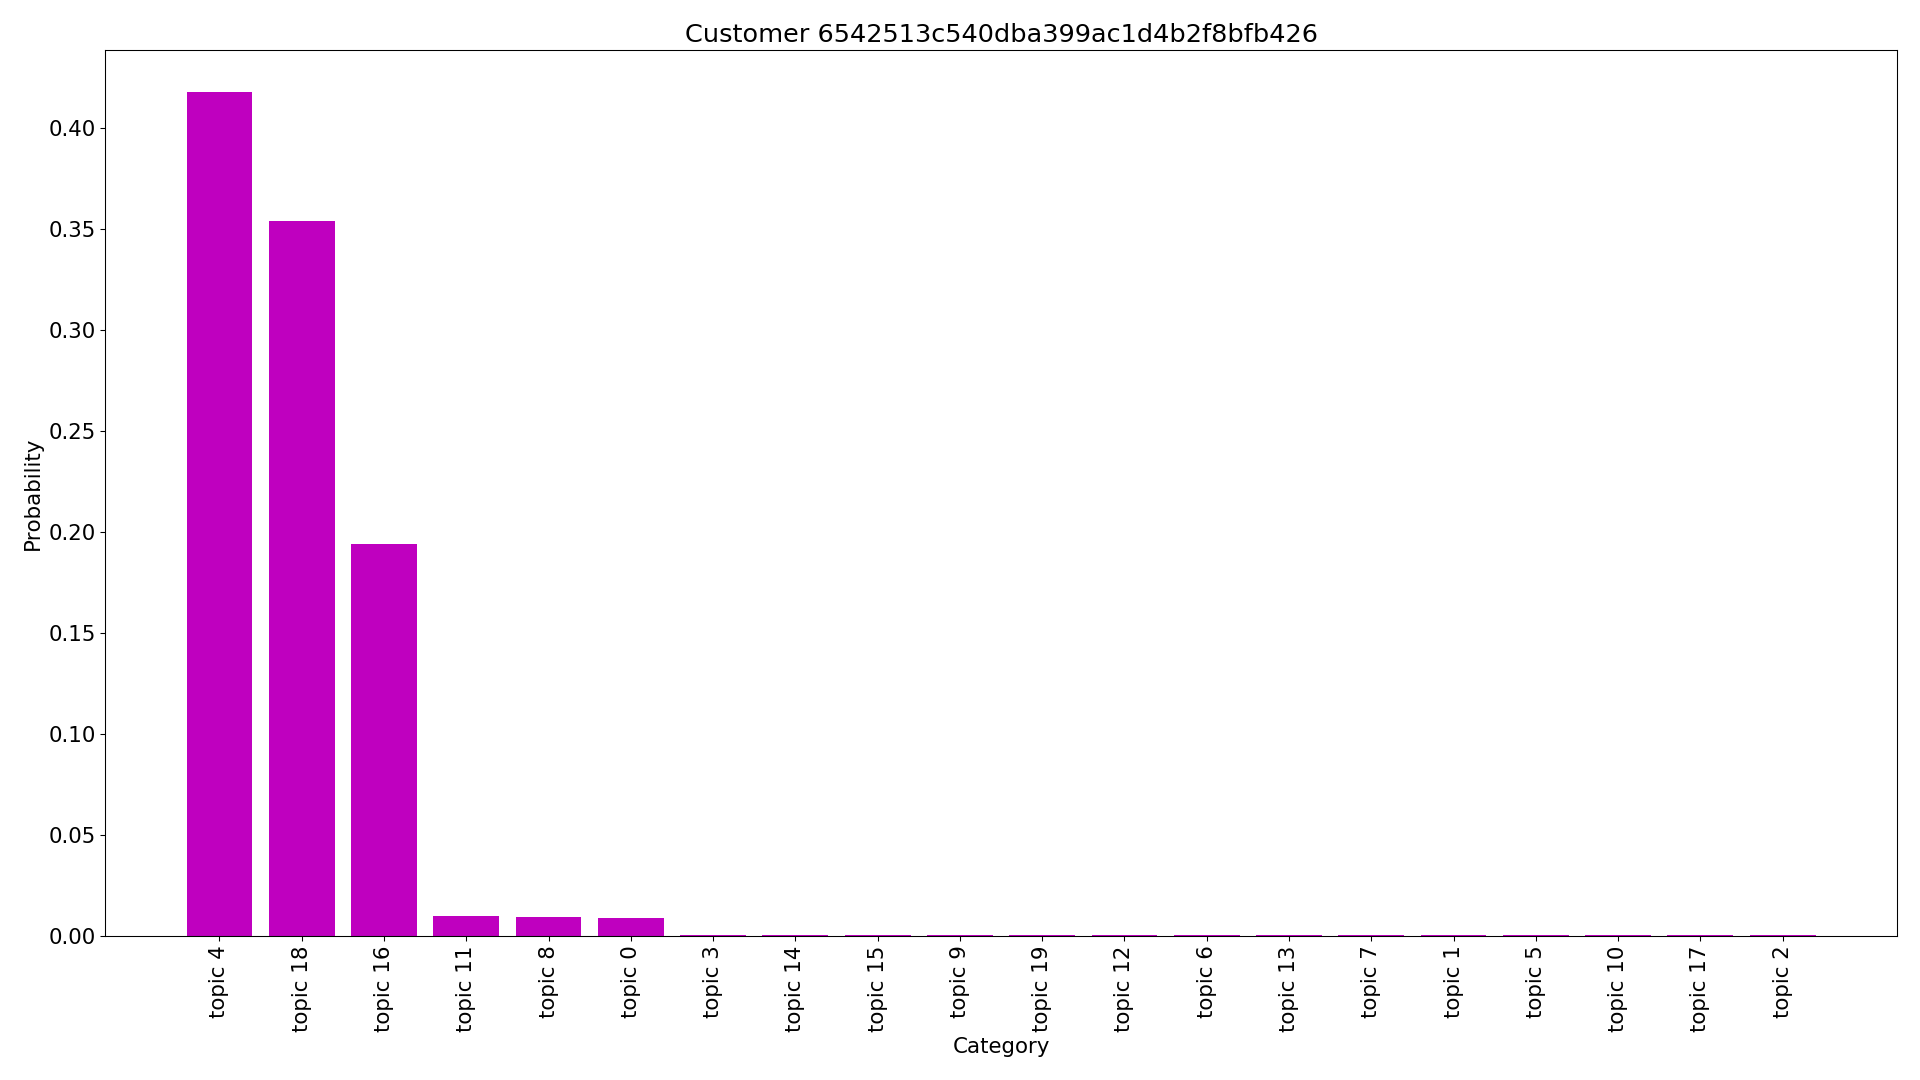 Customer 6542513c540dba399ac1d4b2f8bfb426
Probability
0.40
0.35
0.30
0.25
0.20
0.15
0.10
0.05
0.00
topic 4
topic 18
topic 16
topic 11
topic 8
topic 0
topic 3
topic 14
topic 15
topic 9
topic 19
topic 12
topic 6
topic 13
topic 7
topic 1
topic 5
topic 10
topic 17
topic 2
Category